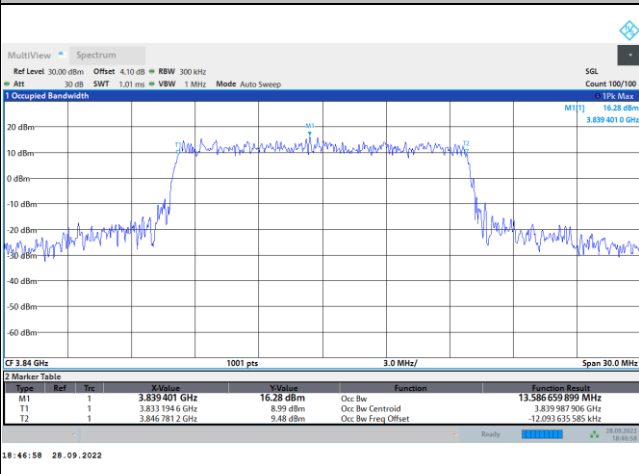 MultiView Spectrum
Ref Level 30.00 dBm Offset 4.10 dB RBW 300 kHz SGL
Att 30 dB SWT 1.01 ms VBW 1 MHz Mode Auto Sweep Count 100/100
1 Occupied Bandwidth 1Pk Max
M1[1] 16.28 dBm
3.839 401 0 GHz
M1
20 dBm
T1 T2
10 dBm
0 dBm
-10 dBm
-20 dBm
-30 dBm
-40 dBm
-50 dBm
-60 dBm
CF 3.84 GHz 1001 pts 3.0 MHz/ Span 30.0 MHz
2 Marker Table
Type Ref Trc X-Value Y-Value Function Function Result
M1 1 3.839 401 GHz 16.28 dBm Occ Bw 13.586 659 899 MHz
T1 1 3.833 194 6 GHz 8.99 dBm Occ Bw Centroid 3.839 987 906 GHz
T2 1 3.846 781 2 GHz 9.48 dBm Occ Bw Freq Offset -12.093 635 585 kHz
Ready 28.09.2022
18:46:58
18:46:58 28.09.2022